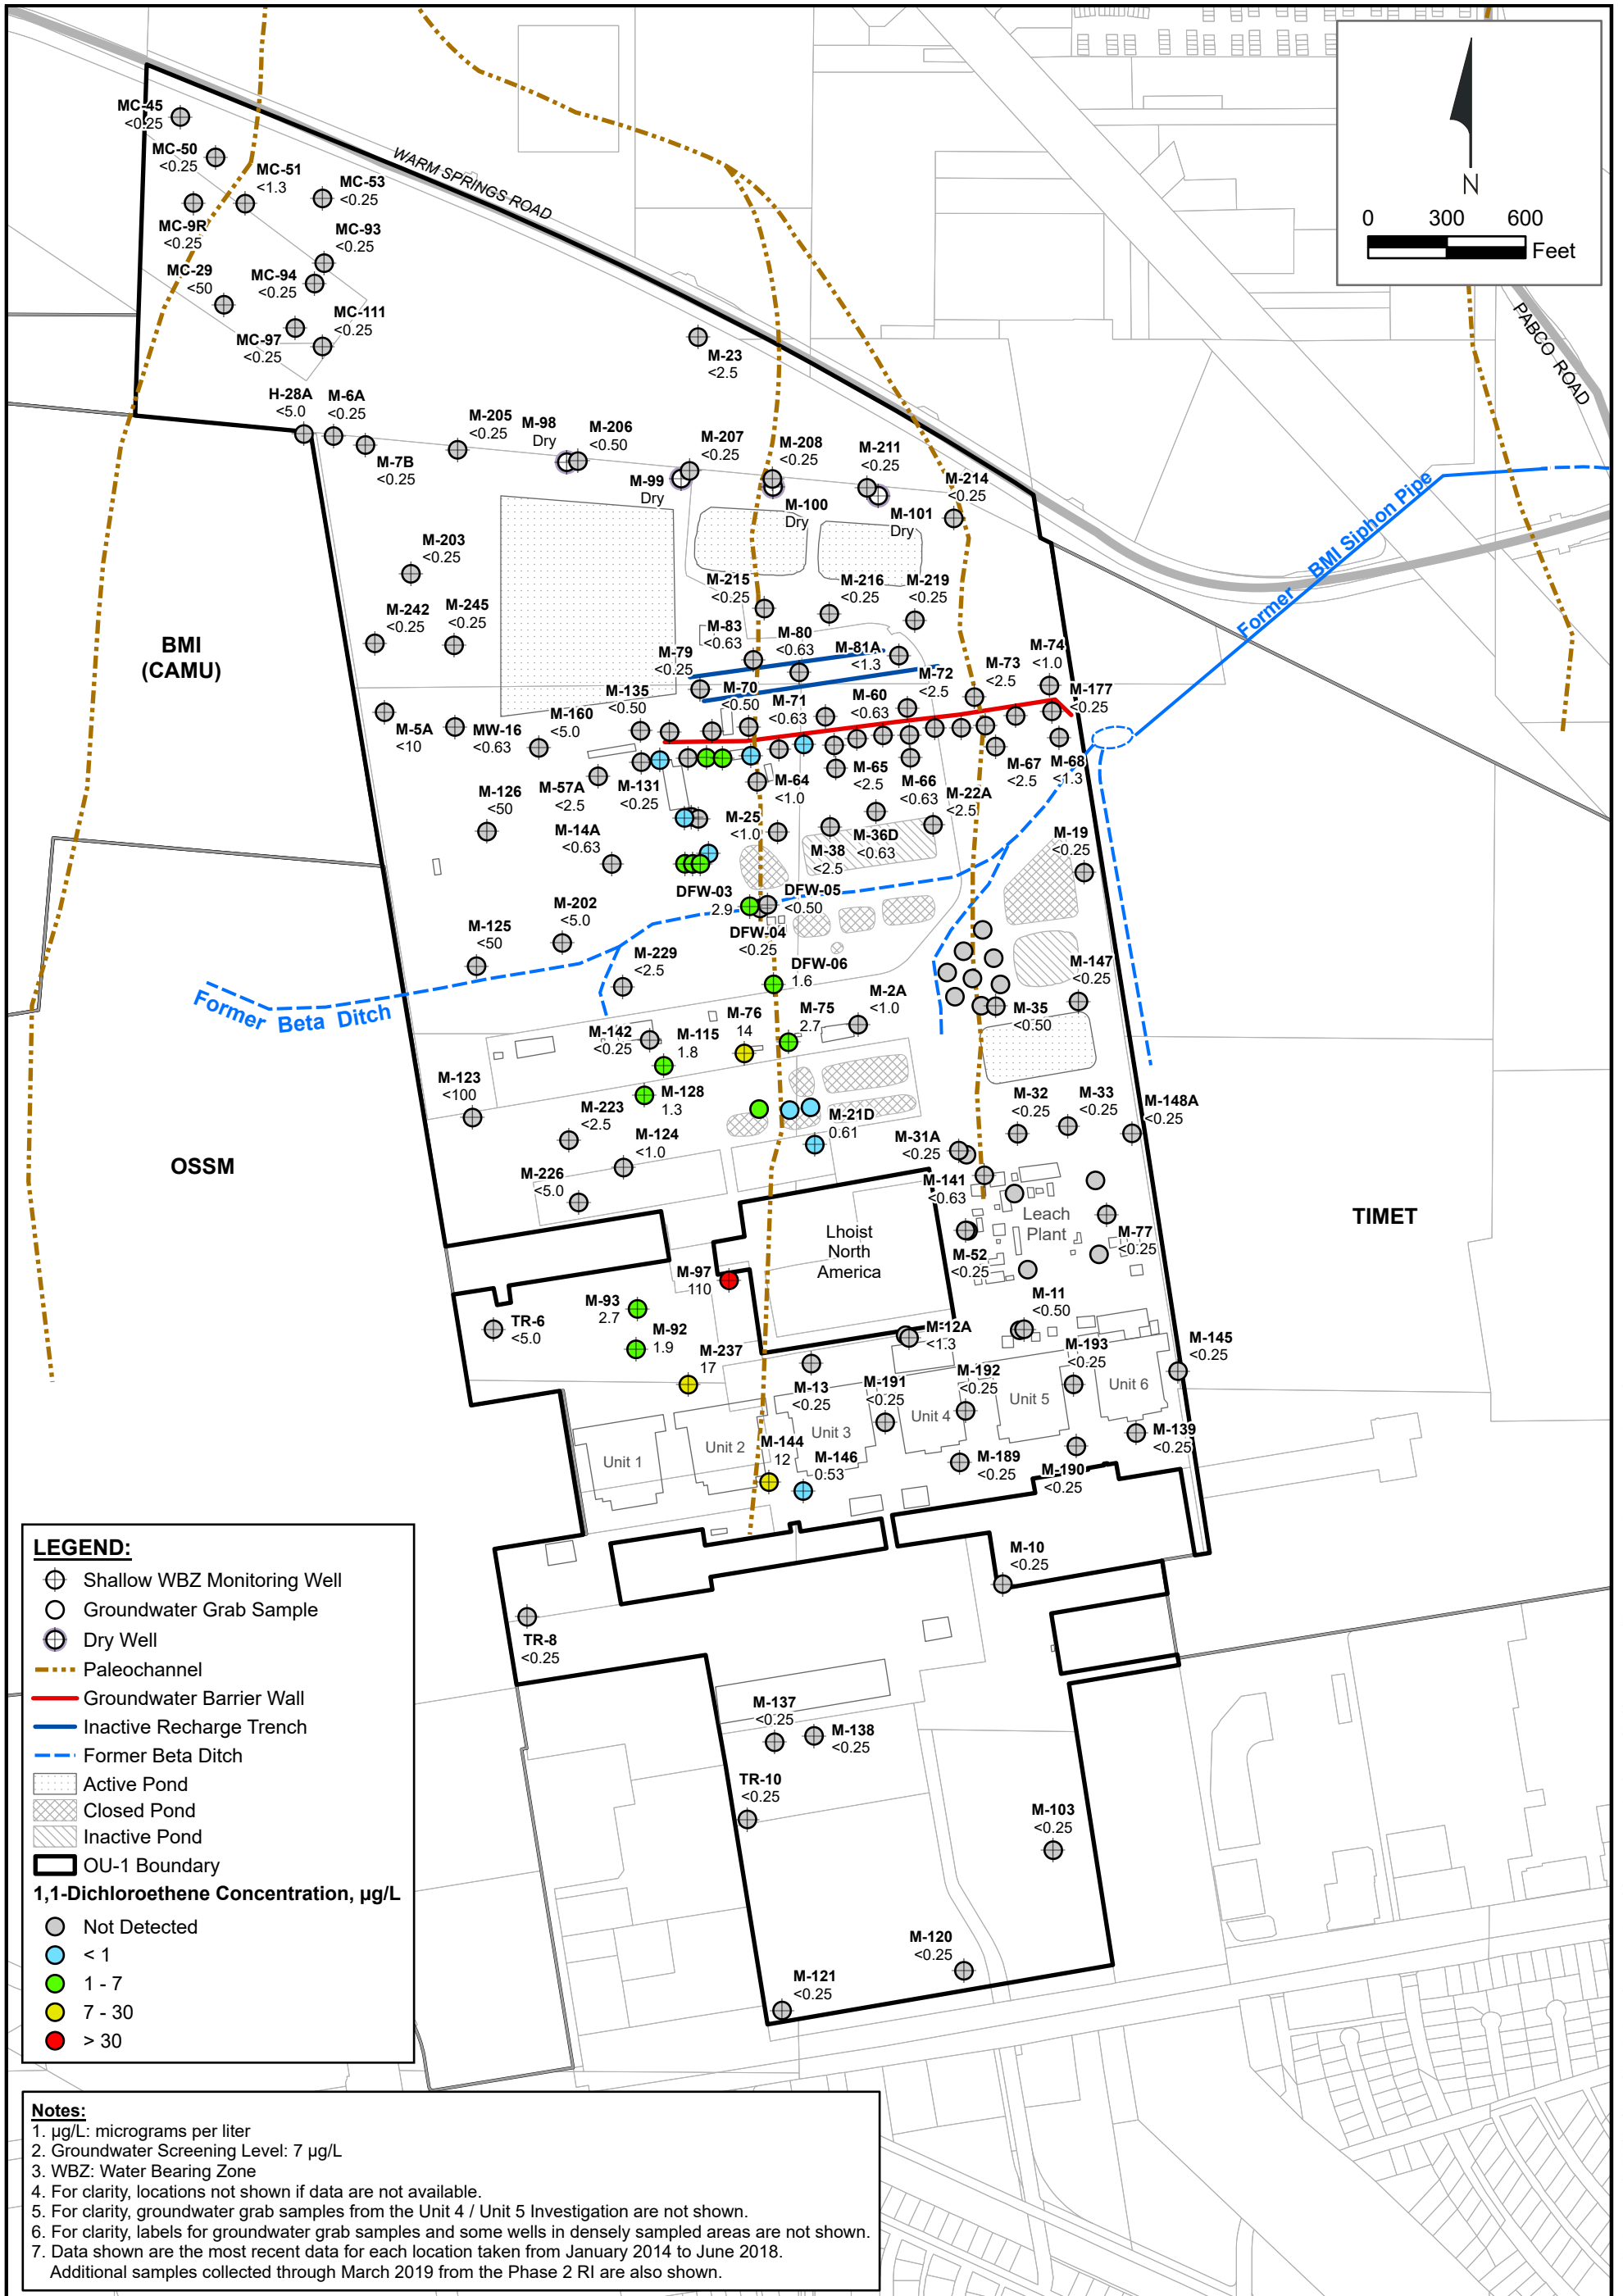 MC-45
<0.25
MC-50
<0.25
MC-51
<1.3
MC-53
<0.25
MC-9R
<0.25
MC-93
<0.25
MC-29
<50
MC-94
<0.25
MC-111
<0.25
MC-97
<0.25
WARM SPRINGS ROAD
0 300 600
Feet
N
PABCO ROAD
M-23
<2.5
H-28A
<5.0
M-6A
<0.25
M-7B
<0.25
M-205
<0.25
M-98
Dry
M-206
<0.50
M-207
<0.25
M-99
Dry
M-208
<0.25
M-100
Dry
M-211
<0.25
M-101
Dry
M-214
<0.25
Former BMI Siphon Pipe
M-203
<0.25
M-242
<0.25
M-245
<0.25
BMI
(CAMU)
M-215
<0.25
M-216
<0.25
M-219
<0.25
M-83
<0.63
M-80
<0.63
M-81A
<1.3
M-79
<0.25
M-72
<2.5
M-73
<2.5
M-74
<1.0
M-177
<0.25
M-135
<0.50
M-70
<0.50
M-71
<0.63
M-60
<0.63
M-160
<5.0
M-5A
<10
MW-16
<0.63
M-57A
<2.5
M-131
<0.25
M-64
<1.0
M-65
<2.5
M-66
<0.63
M-67
<2.5
M-68
<1.3
M-126
<50
M-14A
<0.63
M-25
<1.0
M-38
<2.5
M-36D
<0.63
M-22A
<2.5
M-19
<0.25
DFW-03
2.9
DFW-05
<0.50
DFW-04
<0.25
M-202
<5.0
M-125
<50
M-229
<2.5
DFW-06
1.6
M-147
<0.25
M-35
<0.50
Former Beta Ditch
M-142
<0.25
M-115
1.8
M-76
14
M-75
2.7
M-2A
<1.0
M-123
<100
M-128
1.3
M-223
<2.5
M-124
<1.0
M-226
<5.0
M-21D
0.61
M-31A
<0.25
M-32
<0.25
M-33
<0.25
M-148A
<0.25
M-141
<0.63
Leach
Plant
M-52
<0.25
M-77
<0.25
OSSM
TIMET
Lhoist
North
America
M-97
110
M-93
2.7
M-92
1.9
TR-6
<5.0
M-237
17
M-12A
<1.3
M-11
<0.50
M-13
<0.25
M-191
<0.25
M-192
<0.25
M-193
<0.25
M-145
<0.25
Unit 1
Unit 2
Unit 3
Unit 4
Unit 5
Unit 6
M-144
12
M-146
0.53
M-189
<0.25
M-190
<0.25
M-139
<0.25
M-10
<0.25
TR-8
<0.25
M-137
<0.25
M-138
<0.25
TR-10
<0.25
M-103
<0.25
M-120
<0.25
M-121
<0.25
LEGEND:
Shallow WBZ Monitoring Well
Groundwater Grab Sample
Dry Well
Paleochannel
Groundwater Barrier Wall
Inactive Recharge Trench
Former Beta Ditch
Active Pond
Closed Pond
Inactive Pond
OU-1 Boundary
1,1-Dichloroethene Concentration, µg/L
Not Detected
< 1
1 - 7
7 - 30
> 30
Notes:
1. µg/L: micrograms per liter
2. Groundwater Screening Level: 7 µg/L
3. WBZ: Water Bearing Zone
4. For clarity, locations not shown if data are not available.
5. For clarity, groundwater grab samples from the Unit 4 / Unit 5 Investigation are not shown.
6. For clarity, labels for groundwater grab samples and some wells in densely sampled areas are not shown.
7. Data shown are the most recent data for each location taken from January 2014 to June 2018.
Additional samples collected through March 2019 from the Phase 2 RI are also shown.